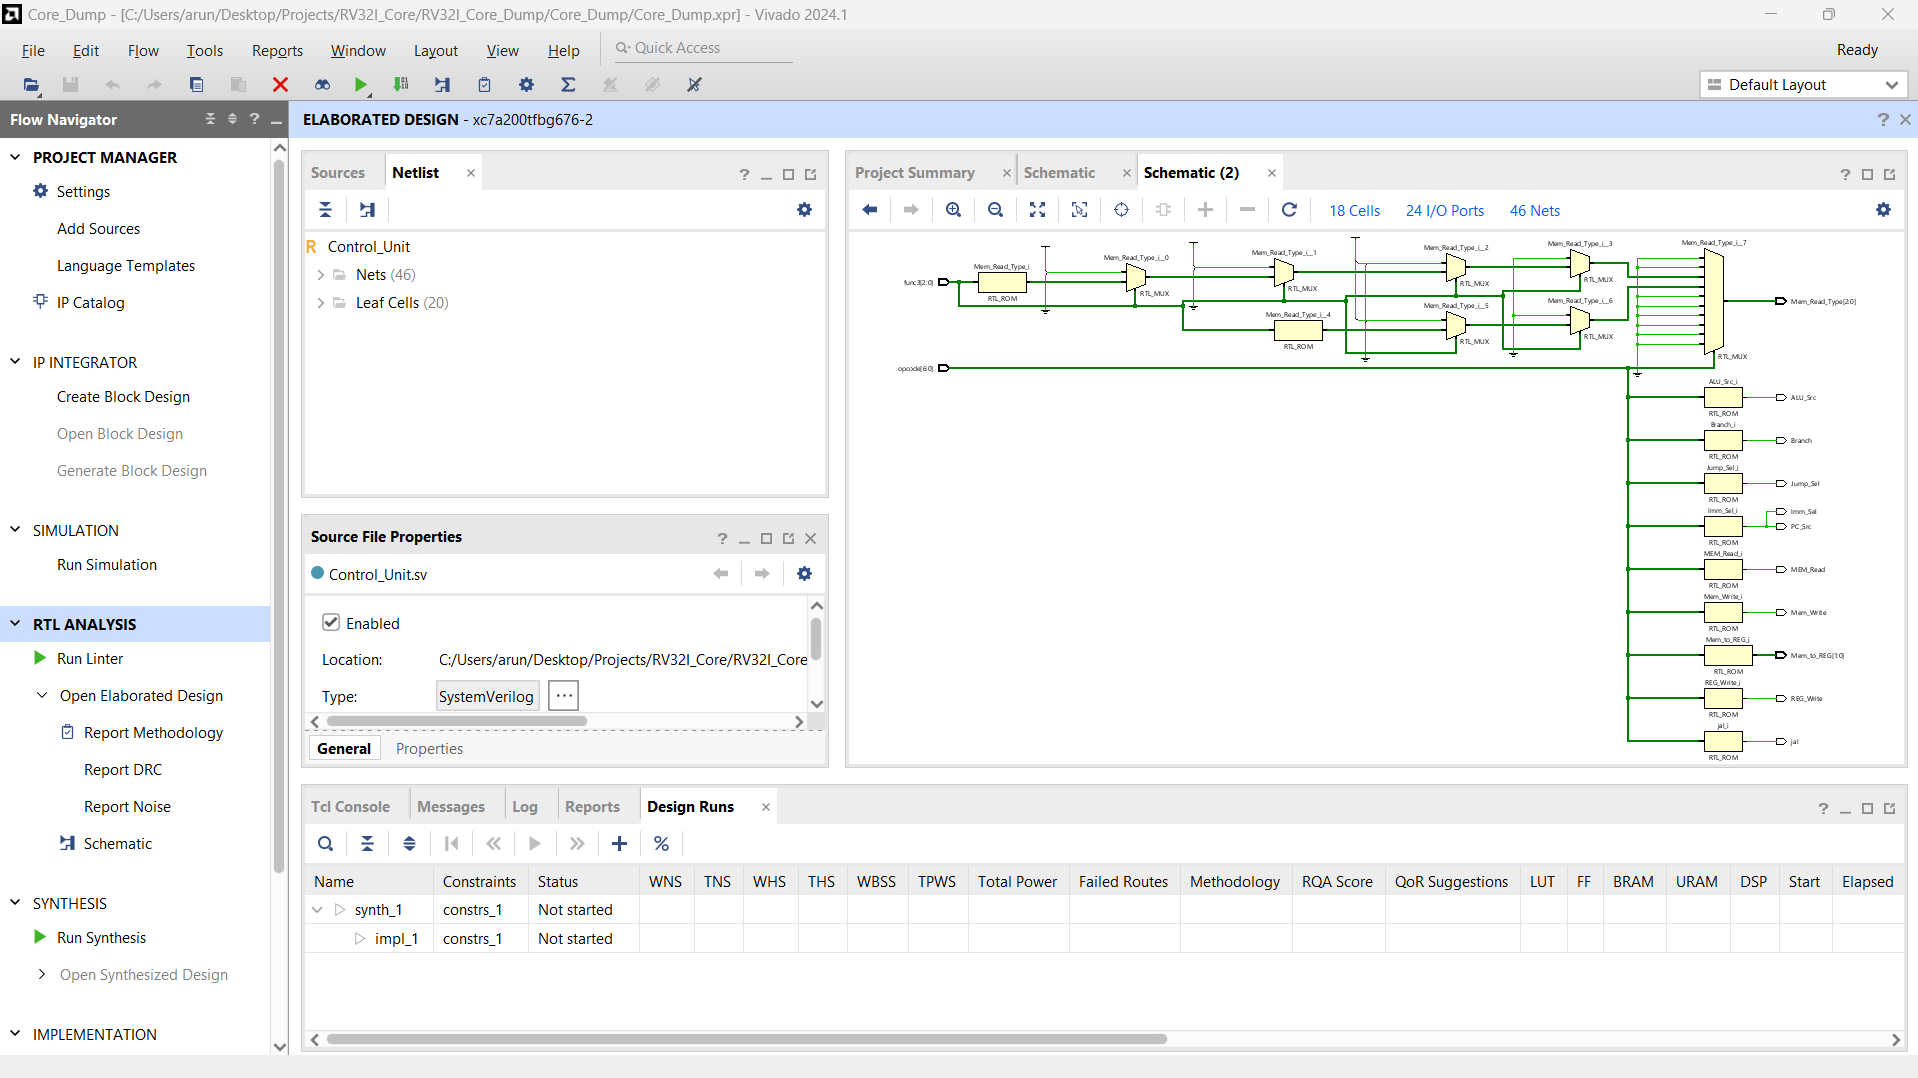 Core_Dump - [C:/Users/arun/Desktop/Projects/RV32I_Core/RV32I_Core_Dump/Core_Dump/Core_Dump.xpr] - Vivado 2024.1
File Edit Flow Tools Reports Window Layout View Help Quick Access Ready
Default Layout
Flow Navigator
ELABORATED DESIGN - xc7a200tfbg676-2
PROJECT MANAGER
Settings
Add Sources
Language Templates
IP Catalog
IP INTEGRATOR
Create Block Design
Open Block Design
Generate Block Design
SIMULATION
Run Simulation
RTL ANALYSIS
Run Linter
Open Elaborated Design
Report Methodology
Report DRC
Report Noise
Schematic
SYNTHESIS
Run Synthesis
Open Synthesized Design
IMPLEMENTATION
Sources Netlist
R Control_Unit
Nets (46)
Leaf Cells (20)
Source File Properties
Control_Unit.sv
Enabled
Location: C:/Users/arun/Desktop/Projects/RV32I_Core/RV32I_Core
Type: SystemVerilog ...
General Properties
Project Summary Schematic Schematic (2)
18 Cells 24 I/O Ports 46 Nets
func3[2:0]
Mem_Read_Type_i
RTL_ROM
Mem_Read_Type_i__0
RTL_MUX
Mem_Read_Type_i__1
RTL_MUX
Mem_Read_Type_i__4
RTL_ROM
Mem_Read_Type_i__2
RTL_MUX
Mem_Read_Type_i__5
RTL_MUX
Mem_Read_Type_i__3
RTL_MUX
Mem_Read_Type_i__6
RTL_MUX
Mem_Read_Type_i__7
RTL_MUX
Mem_Read_Type[2:0]
opcode[6:0]
ALU_Src_i
ALU_Src
RTL_ROM
Branch_i
Branch
RTL_ROM
Jump_Sel_i
Jump_Sel
RTL_ROM
Imm_Sel_i
Imm_Sel
PC_Src
RTL_ROM
MEM_Read_i
MEM_Read
RTL_ROM
Mem_Write_i
Mem_Write
RTL_ROM
Mem_to_REG_i
Mem_to_REG[1:0]
RTL_ROM
REG_Write_i
REG_Write
RTL_ROM
jal_i
jal
RTL_ROM
Tcl Console Messages Log Reports Design Runs
Name Constraints Status WNS TNS WHS THS WBSS TPWS Total Power Failed Routes Methodology RQA Score QoR Suggestions LUT FF BRAM URAM DSP Start Elapsed
synth_1 constrs_1 Not started
impl_1 constrs_1 Not started